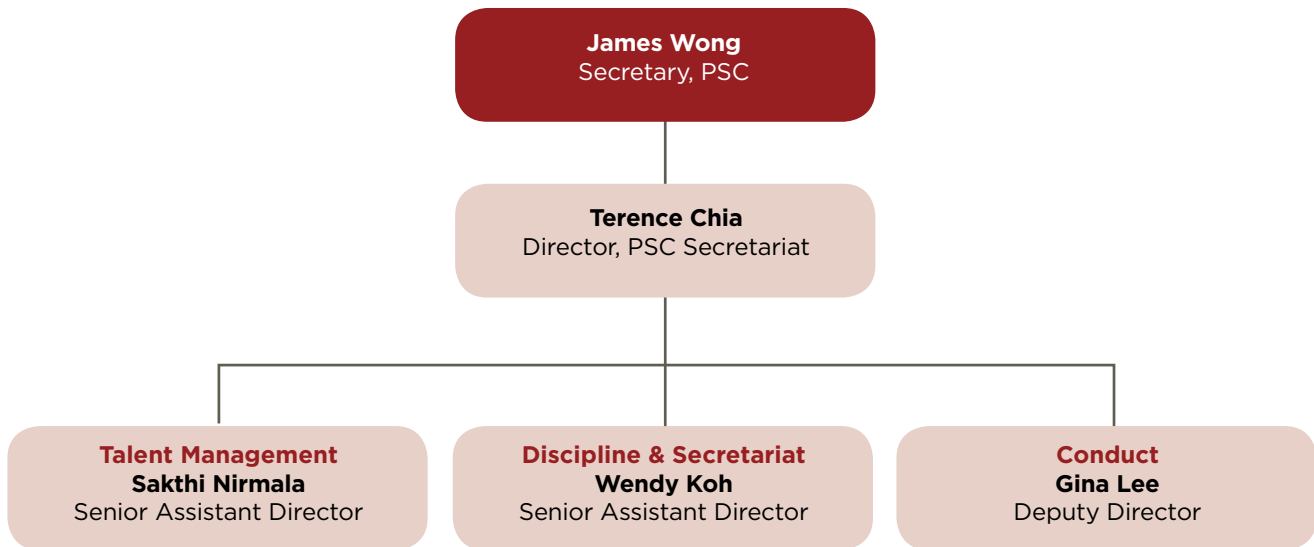 James Wong
Secretary, PSC
Terence Chia
Director, PSC Secretariat
Talent Management
Sakthi Nirmala
Senior Assistant Director
Discipline & Secretariat
Wendy Koh
Senior Assistant Director
Conduct
Gina Lee
Deputy Director